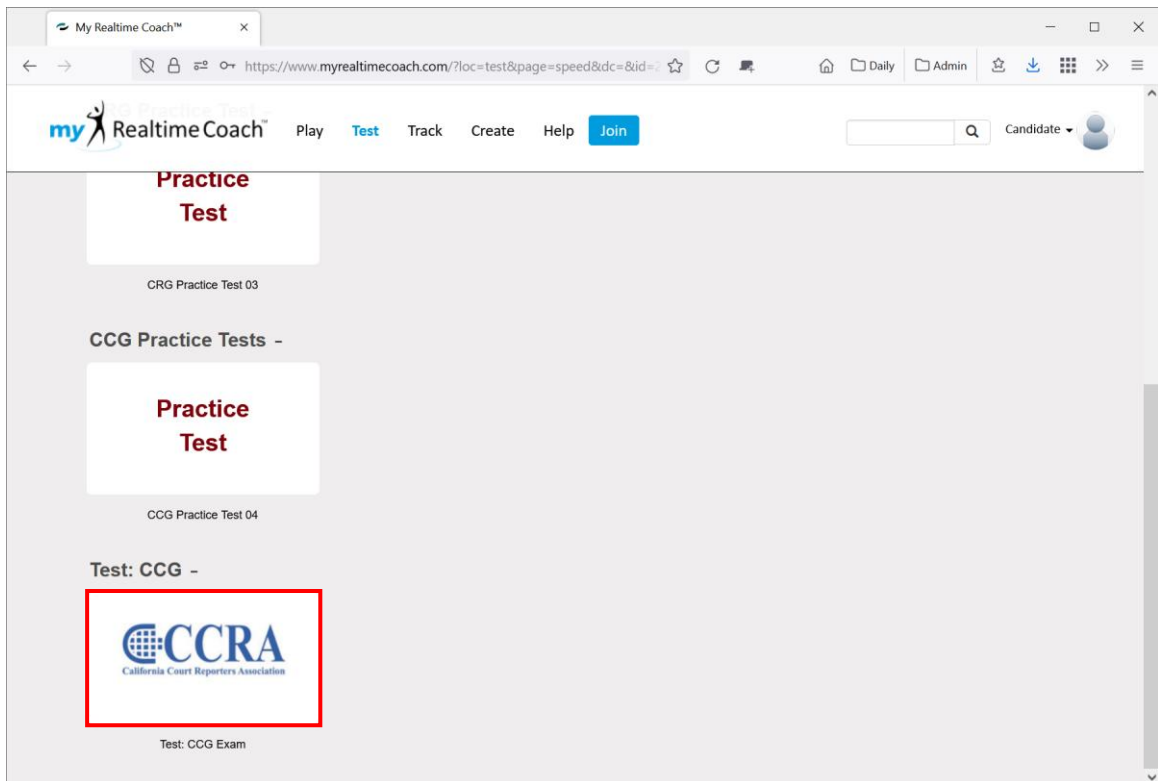 My Realtime Coach™
https://www.myrealtimecoach.com/?loc=test&page=speed&dc=&id=
Daily
Admin
my Realtime Coach™
Play
Test
Track
Create
Help
Join
Candidate
Practice
Test
CRG Practice Test 03
CCG Practice Tests -
Practice
Test
CCG Practice Test 04
Test: CCG -
CCRA
California Court Reporters Association
Test: CCG Exam